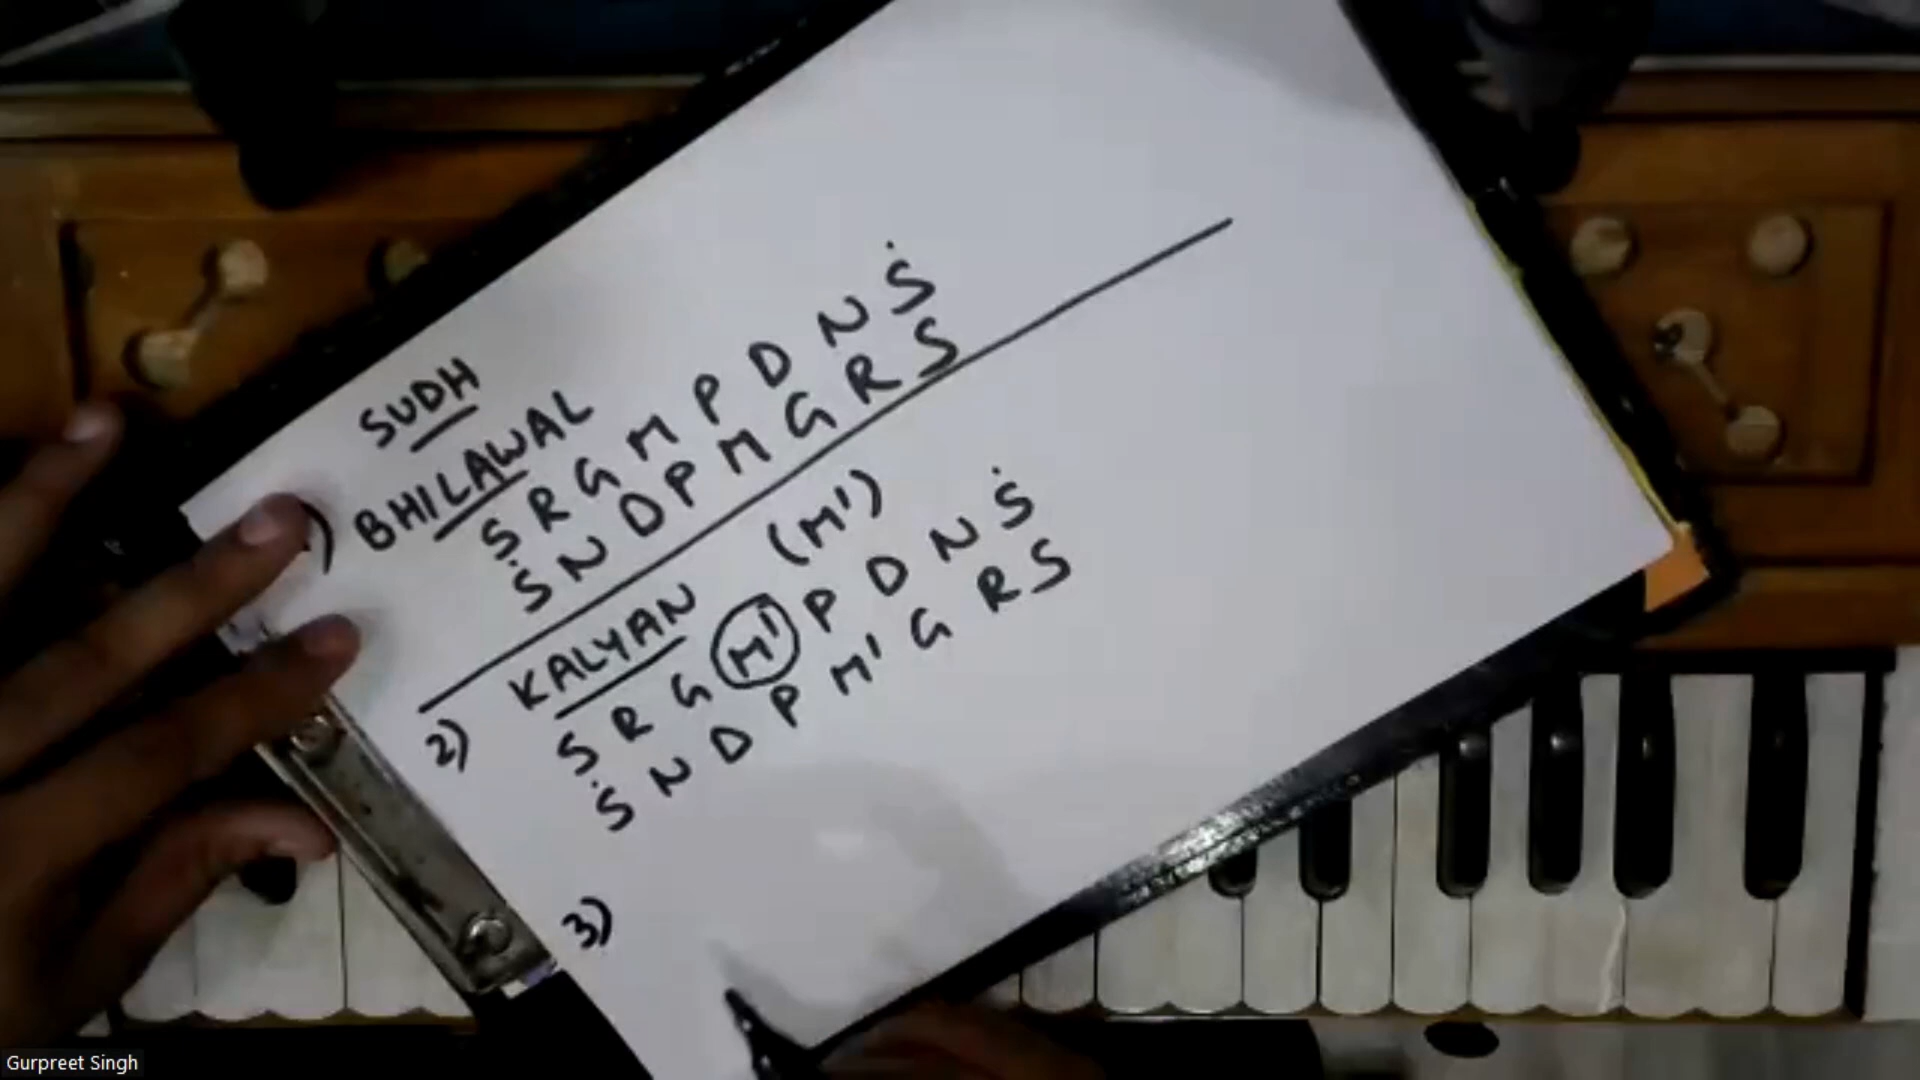 SUDH
1) BHILAWAL
S R G M P D N Ṡ
Ṡ N D P M G R S
2) KALYAN (M')
S R G M' P D N Ṡ
Ṡ N D P M' G R S
3)
Gurpreet Singh